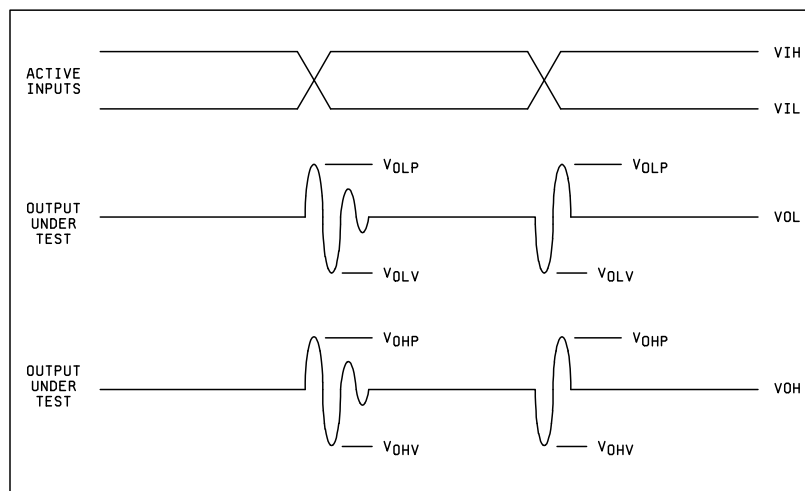 VIH
ACTIVE
INPUTS
VIL
VOLP
VOLP
OUTPUT
UNDER
TEST
VOL
VOLV
VOLV
VOHP
VOHP
OUTPUT
UNDER
TEST
VOH
VOHV
VOHV